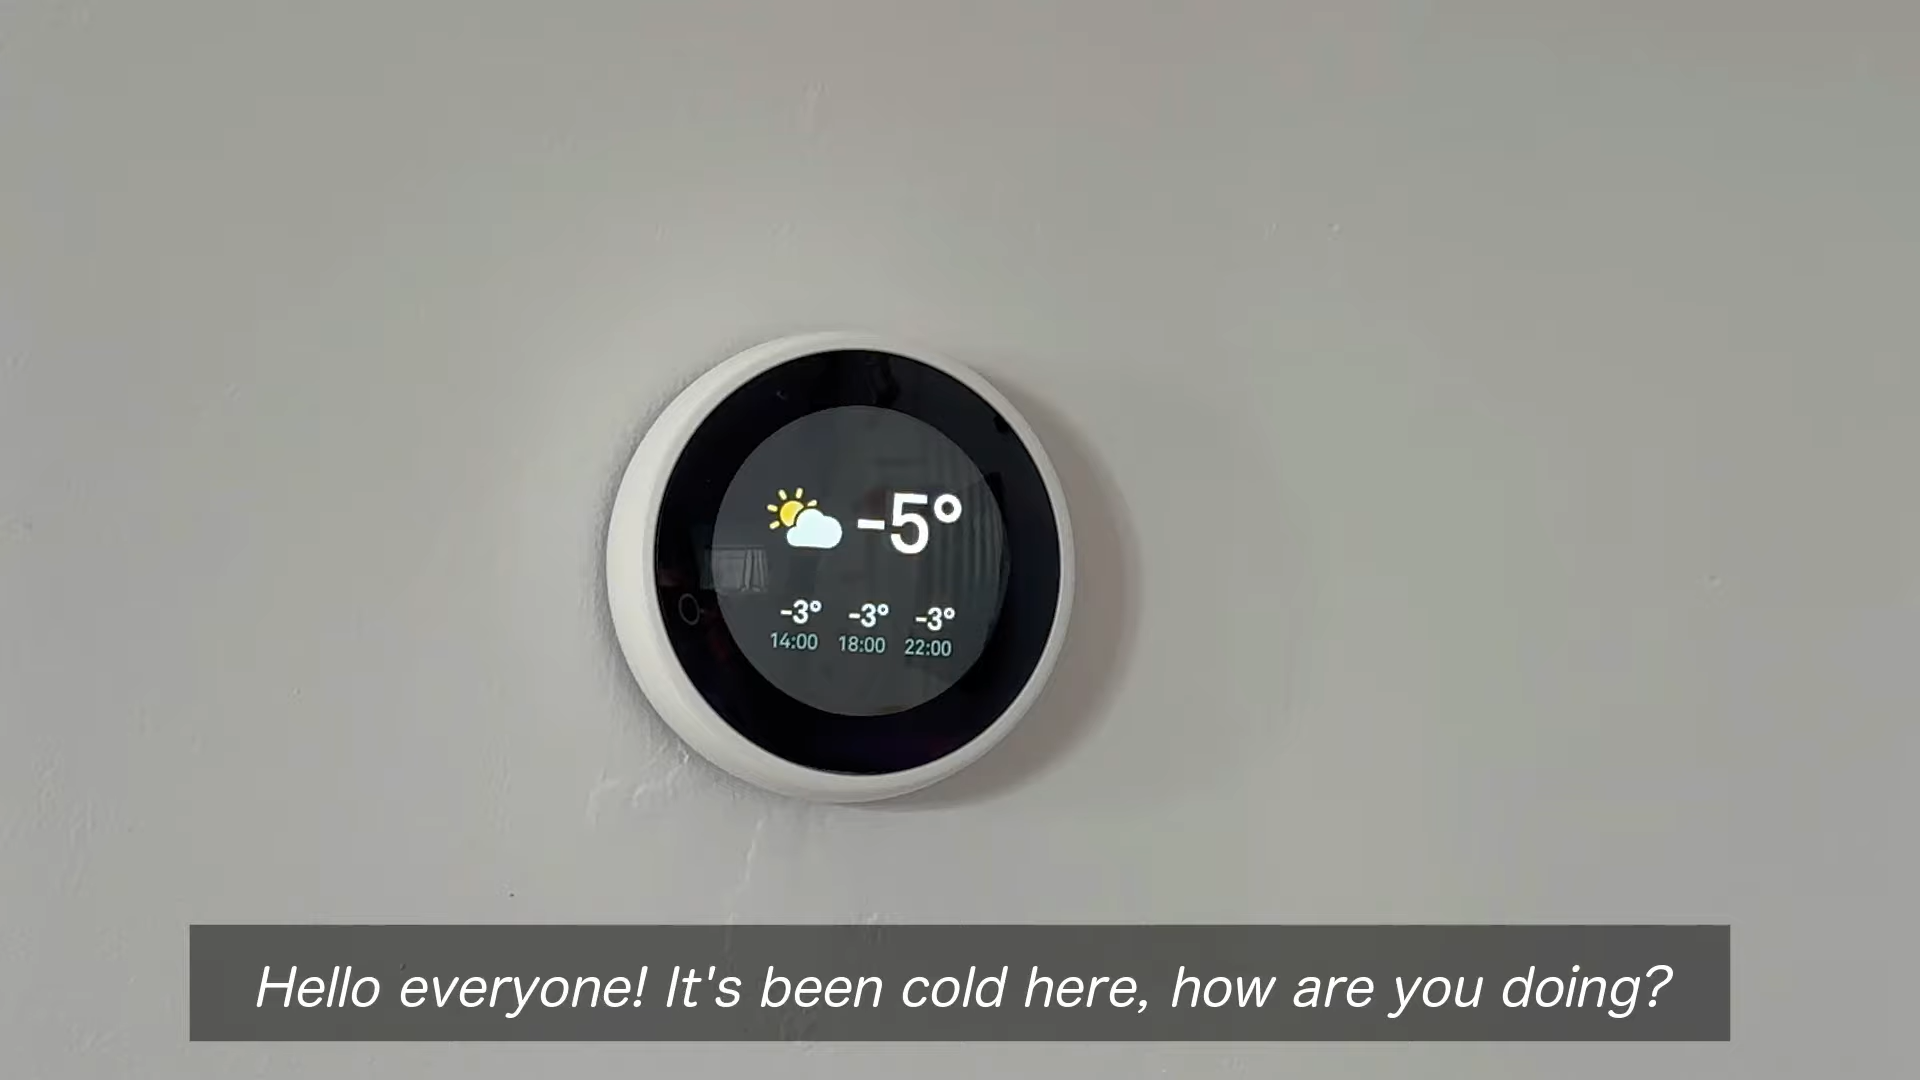 -5°
-3° -3° -3°
14:00 18:00 22:00
Hello everyone! It's been cold here, how are you doing?